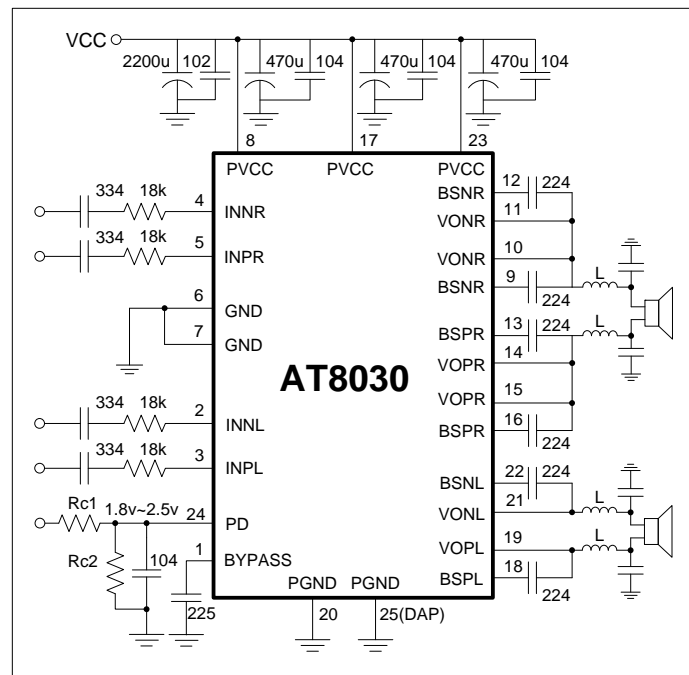 VCC
2200u 102 470u 104 470u 104 470u 104
8 17 23
PVCC PVCC PVCC
334 18k 4 INNR
334 18k 5 INPR
6 GND
7 GND
AT8030
334 18k 2 INNL
334 18k 3 INPL
Rc1 1.8v~2.5v 24 PD
Rc2 104
1 BYPASS
225
PGND PGND
20 25(DAP)
BSNR 12 224
VONR 11
VONR 10
BSNR 9 224 L
BSPR 13 224 L
VOPR 14
VOPR 15
BSPR 16 224
BSNL 22 224
VONL 21 L
VOPL 19 L
BSPL 18 224